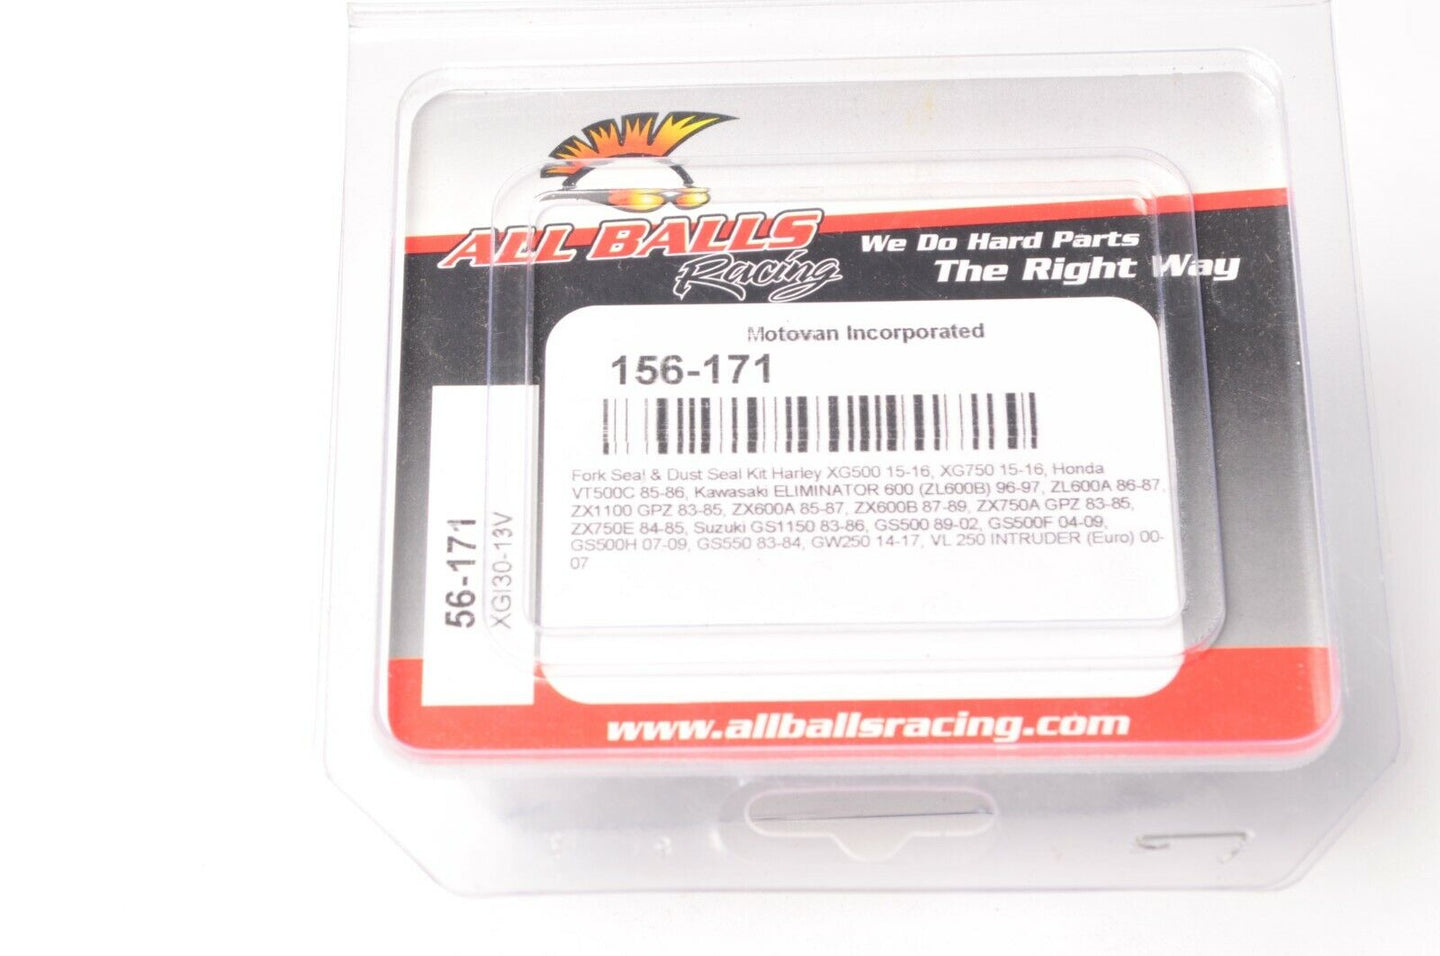 ALL BALLS
Racing
We Do Hard Parts
The Right Way
Motovan Incorporated
156-171
Fork Seal & Dust Seal Kit Harley XG500 15-16, XG750 15-16, Honda
VT500C 85-86, Kawasaki ELIMINATOR 600 (ZL600B) 96-97, ZL600A 86-87,
ZX1100 GPZ 83-85, ZX600A 85-87, ZX600B 87-89, ZX750A GPZ 83-85,
ZX750E 84-85, Suzuki GS1150 83-86, GS500 89-02, GS500F 04-09,
GS500H 07-09, GS550 83-84, GW250 14-17, VL 250 INTRUDER (Euro) 00-
07
56-171
XGI30-13V
www.allballsracing.com